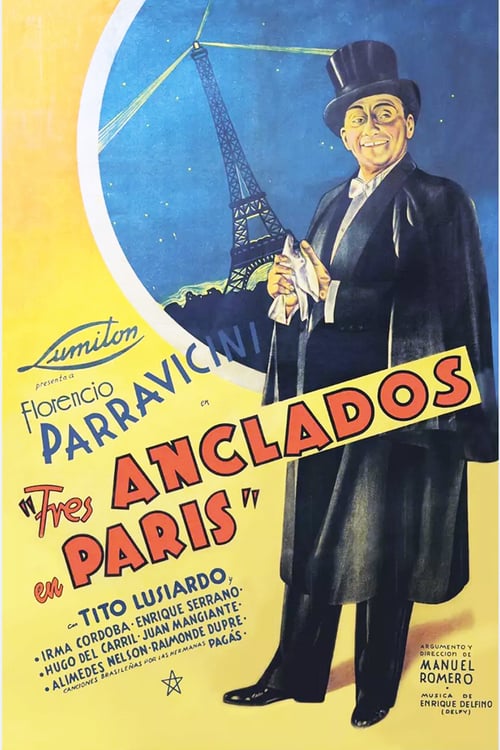 Lumiton
presenta a
Florencio
PARRAVICINI
en
"Tres ANCLADOS
en PARIS"
con TITO LUSIARDO y
• IRMA CORDOBA • ENRIQUE SERRANO •
• HUGO DEL CARRIL • JUAN MANGIANTE •
• ALIMEDES NELSON • RAIMONDE DUPRE •
CANCIONES BRASILEÑAS POR LAS HERMANAS PAGÁS
ARGUMENTO Y
DIRECCION DE
MANUEL
ROMERO
MUSICA DE
ENRIQUE DELFINO
(DELFY)